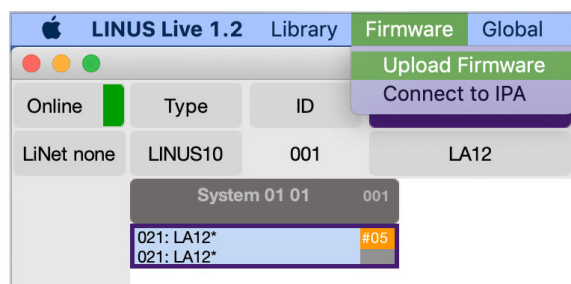 LINUS Live 1.2 Library Firmware Global
Upload Firmware
Connect to IPA
Online Type ID
LiNet none LINUS10 001 LA12
System 01 01 001
021: LA12* #05
021: LA12*